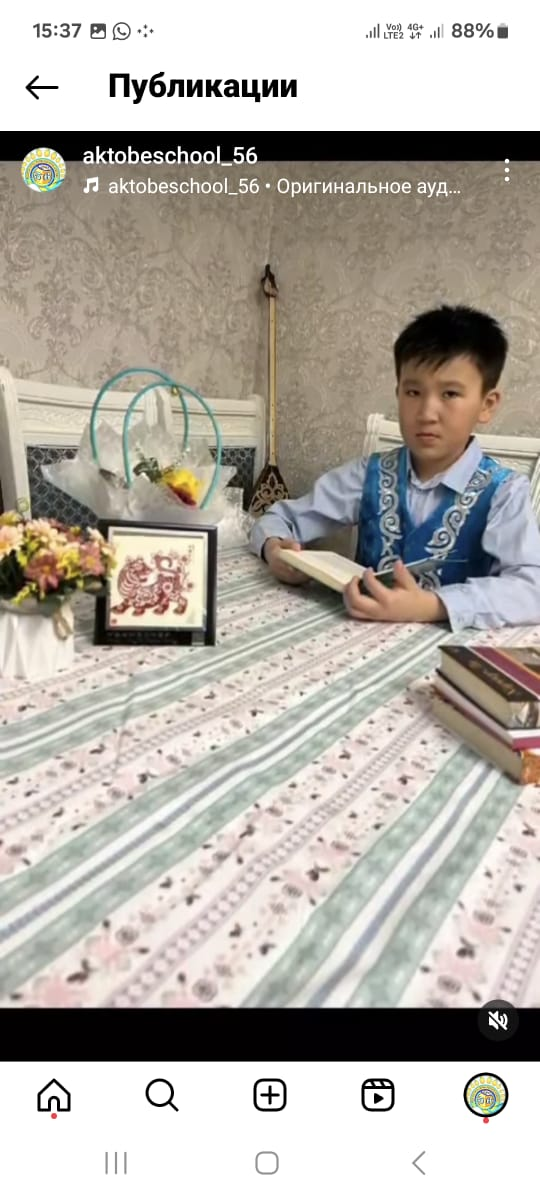 15:37
Vo)) 4G+
LTE2
88%
Публикации
aktobeschool_56
aktobeschool_56 • Оригинальное ауд...